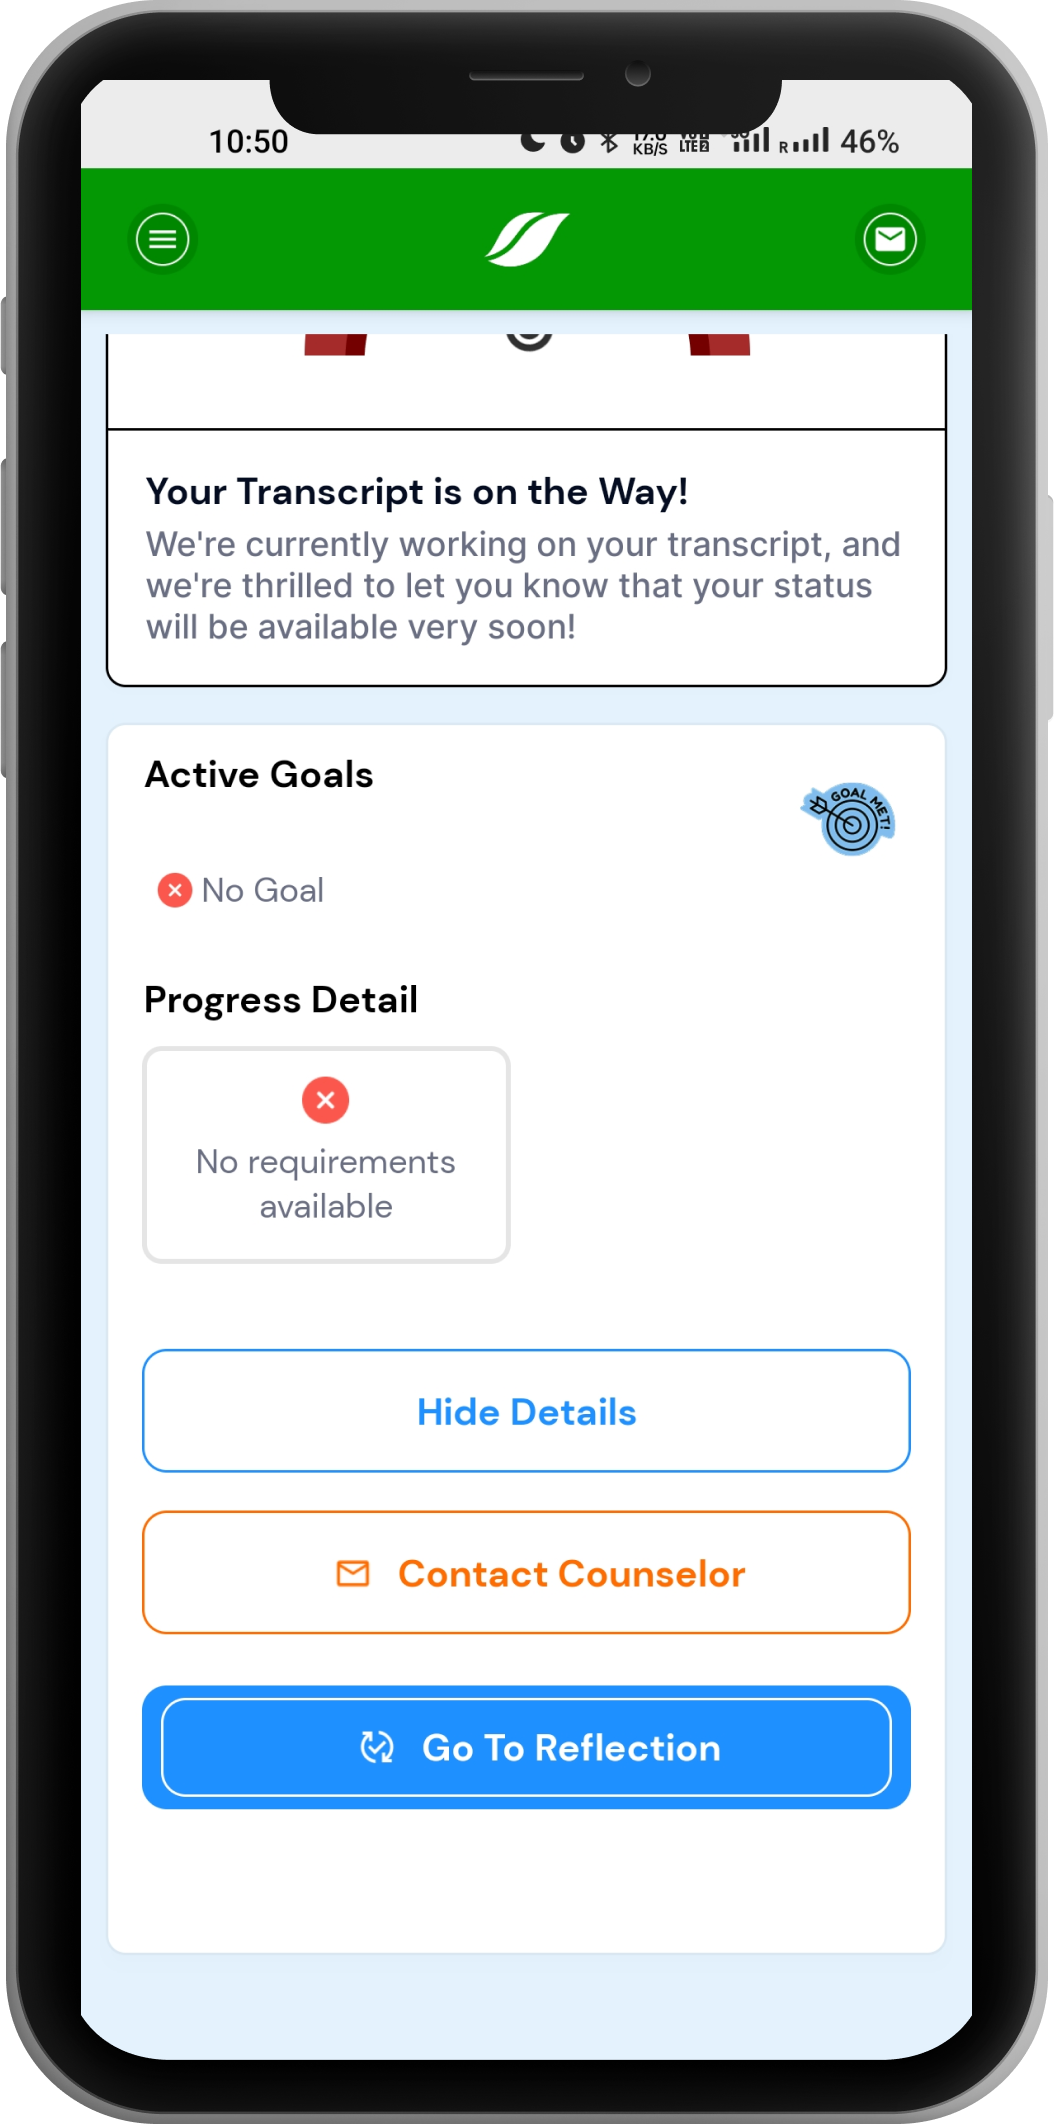 10:50
KB/S
46%
Your Transcript is on the Way!
We're currently working on your transcript, and
we're thrilled to let you know that your status
will be available very soon!
Active Goals
GOAL MET!
No Goal
Progress Detail
No requirements
available
Hide Details
Contact Counselor
Go To Reflection